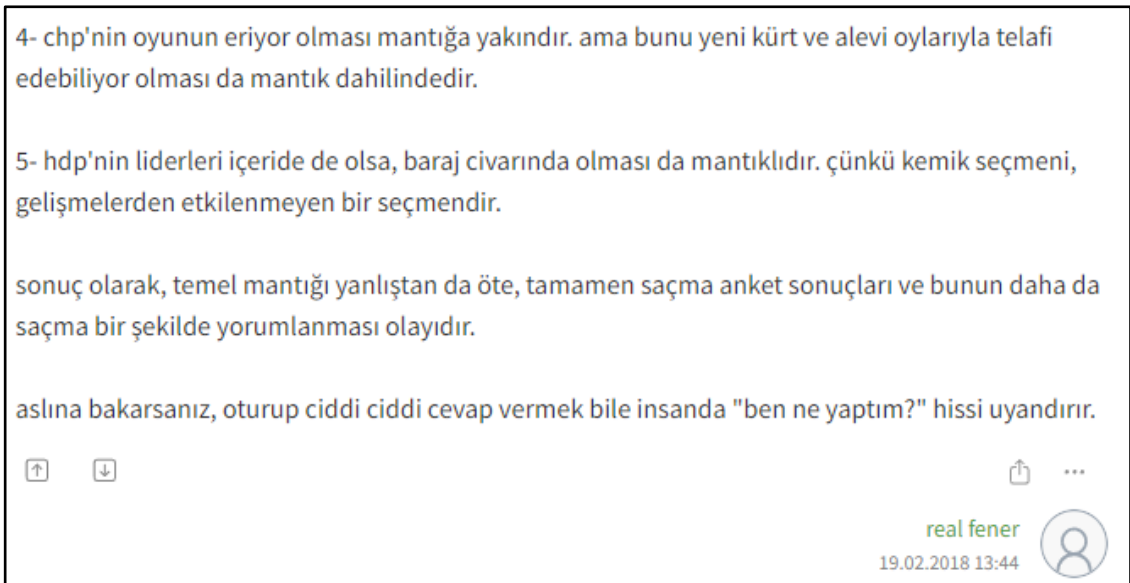 4- chp'nin oyunun eriyor olması mantığa yakındır. ama bunu yeni kürt ve alevi oylarıyla telafi
edebiliyor olması da mantık dahilindedir.
5- hdp'nin liderleri içeride de olsa, baraj civarında olması da mantıklıdır. çünkü kemik seçmeni,
gelişmelerden etkilenmeyen bir seçmendir.
sonuç olarak, temel mantığı yanlıştan da öte, tamamen saçma anket sonuçları ve bunun daha da
saçma bir şekilde yorumlanması olayıdır.
aslına bakarsanız, oturup ciddi ciddi cevap vermek bile insanda "ben ne yaptım?" hissi uyandırır.
real fener
19.02.2018 13:44